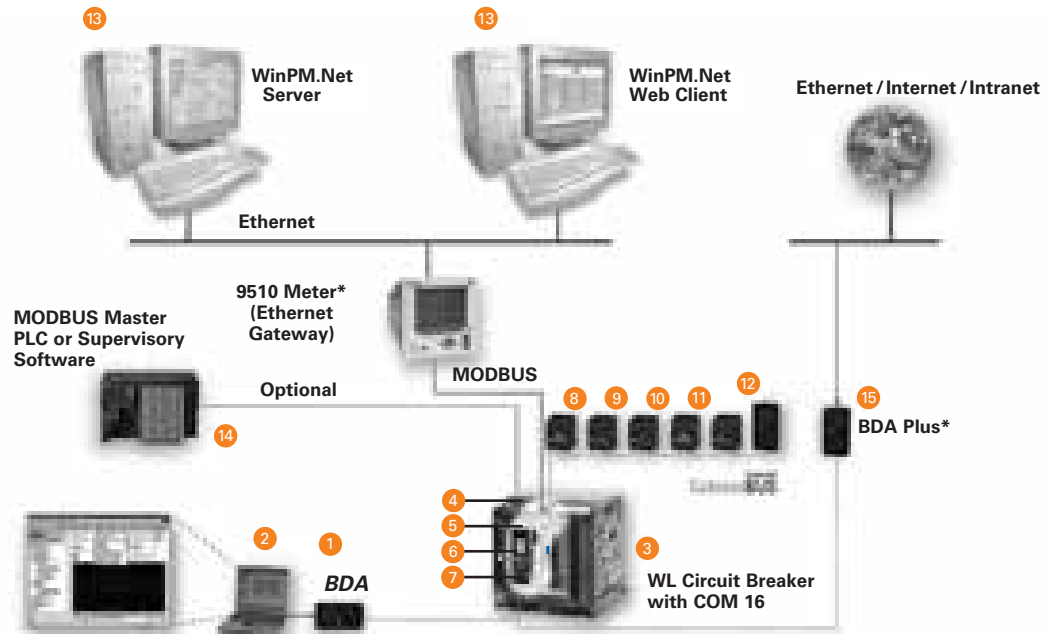 13
13
WinPM.Net
Server
WinPM.Net
Web Client
Ethernet/Internet/Intranet
Ethernet
9510 Meter*
(Ethernet
Gateway)
MODBUS Master
PLC or Supervisory
Software
Optional
MODBUS
14
8
9
10
11
12
15
BDA Plus*
4
5
6
7
3
WL Circuit Breaker
with COM 16
2
1
BDA